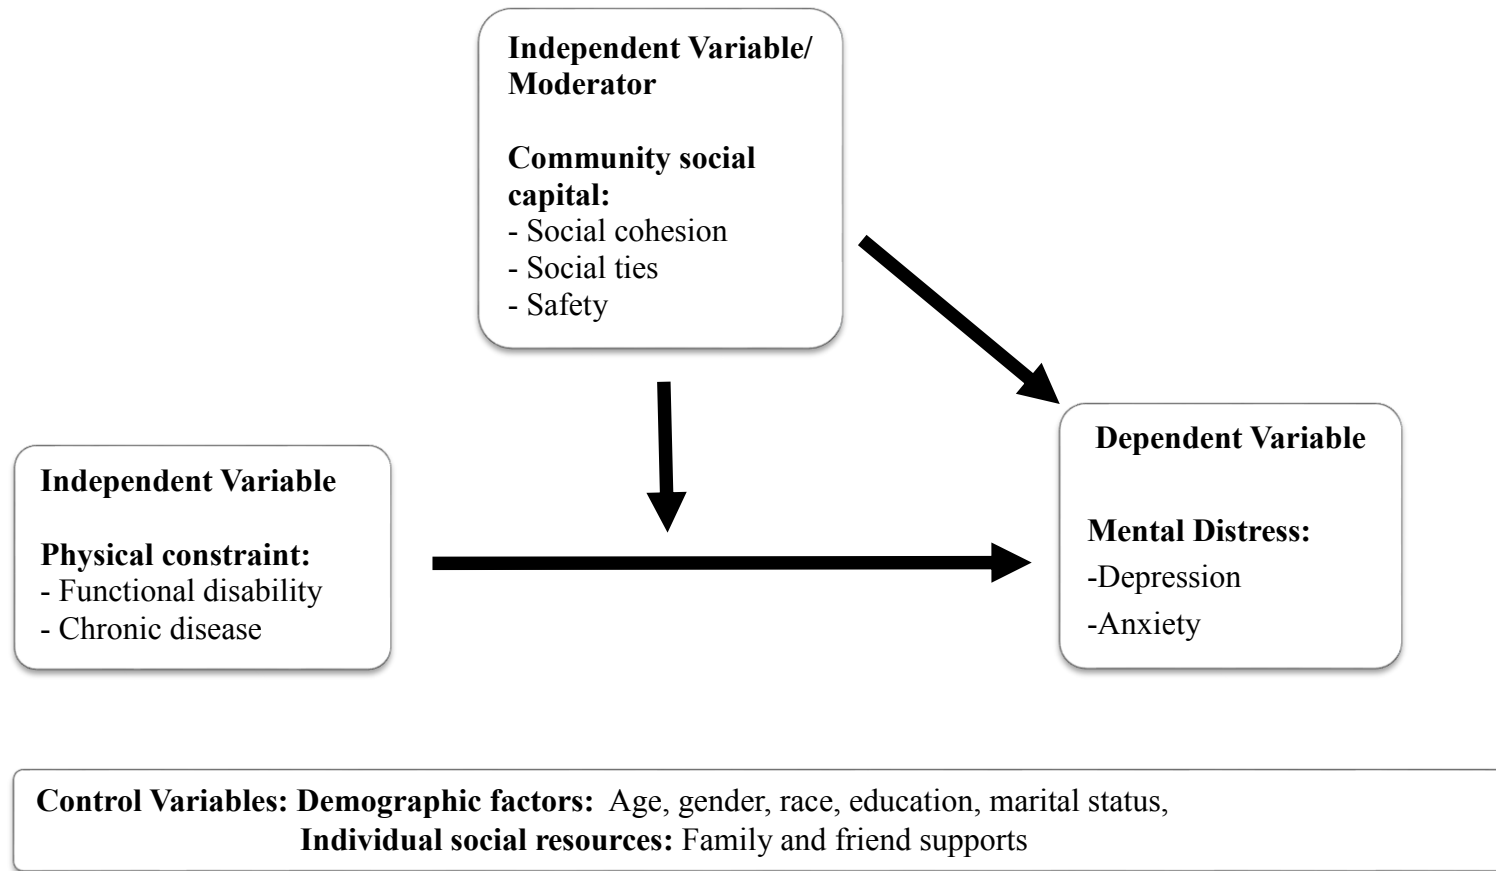 Independent Variable/
Moderator
Community social
capital:
- Social cohesion
- Social ties
- Safety
Independent Variable
Physical constraint:
- Functional disability
- Chronic disease
Dependent Variable
Mental Distress:
-Depression
-Anxiety
Control Variables: Demographic factors: Age, gender, race, education, marital status,
Individual social resources: Family and friend supports